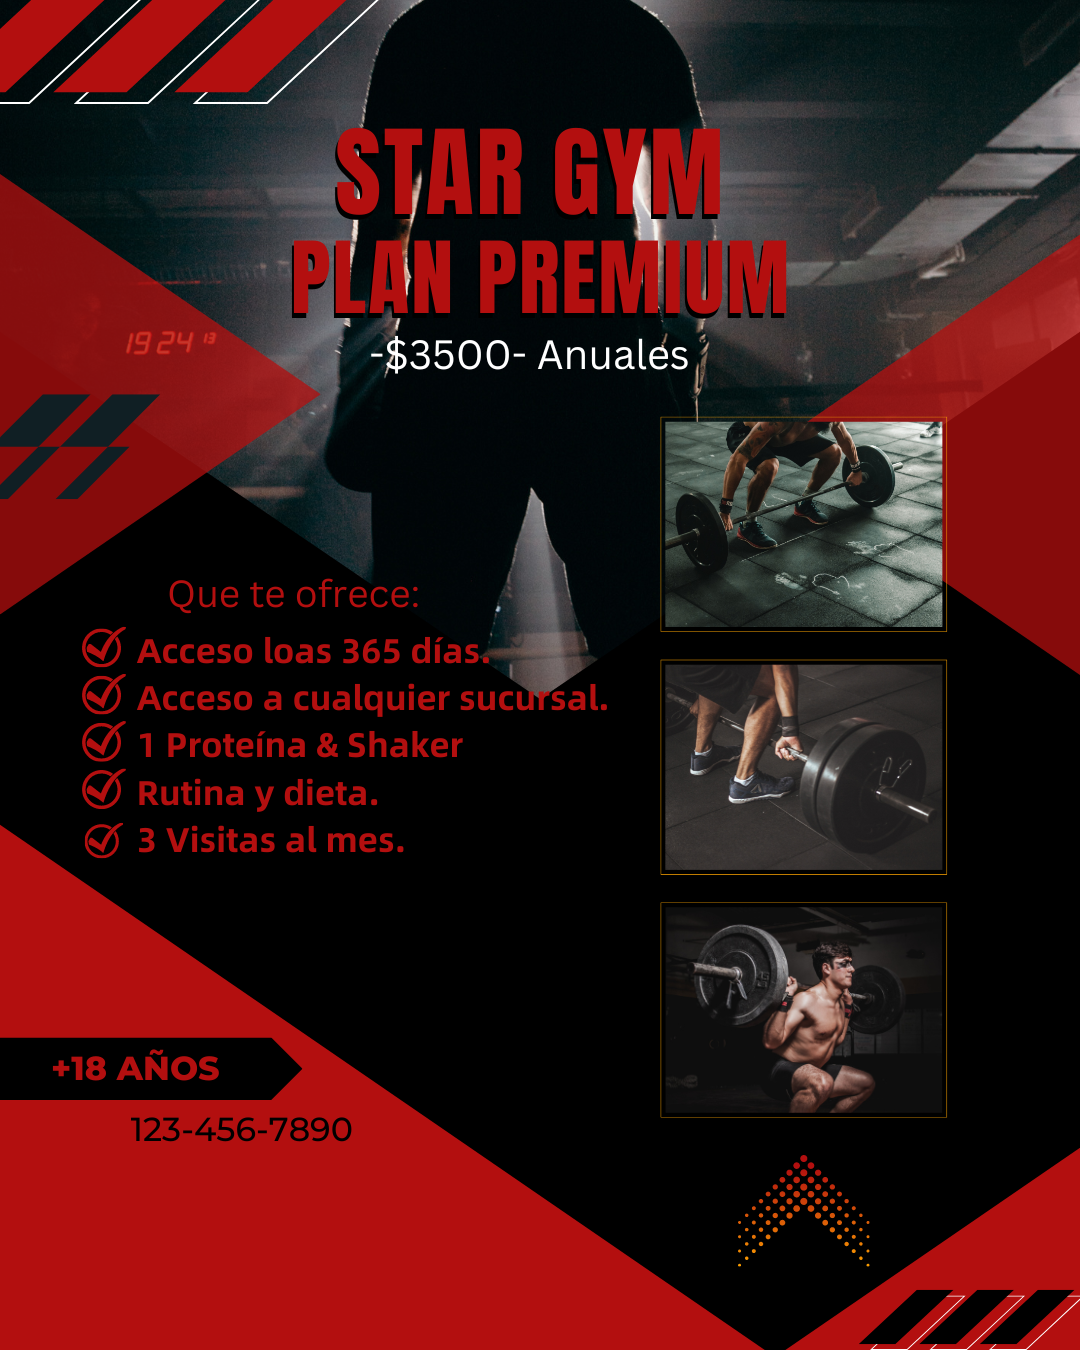 STAR GYM
PLAN PREMIUM
-$3500- Anuales
19 24 13
Que te ofrece:
Acceso loas 365 días.
Acceso a cualquier sucursal.
1 Proteína & Shaker
Rutina y dieta.
3 Visitas al mes.
+18 AÑOS
123-456-7890